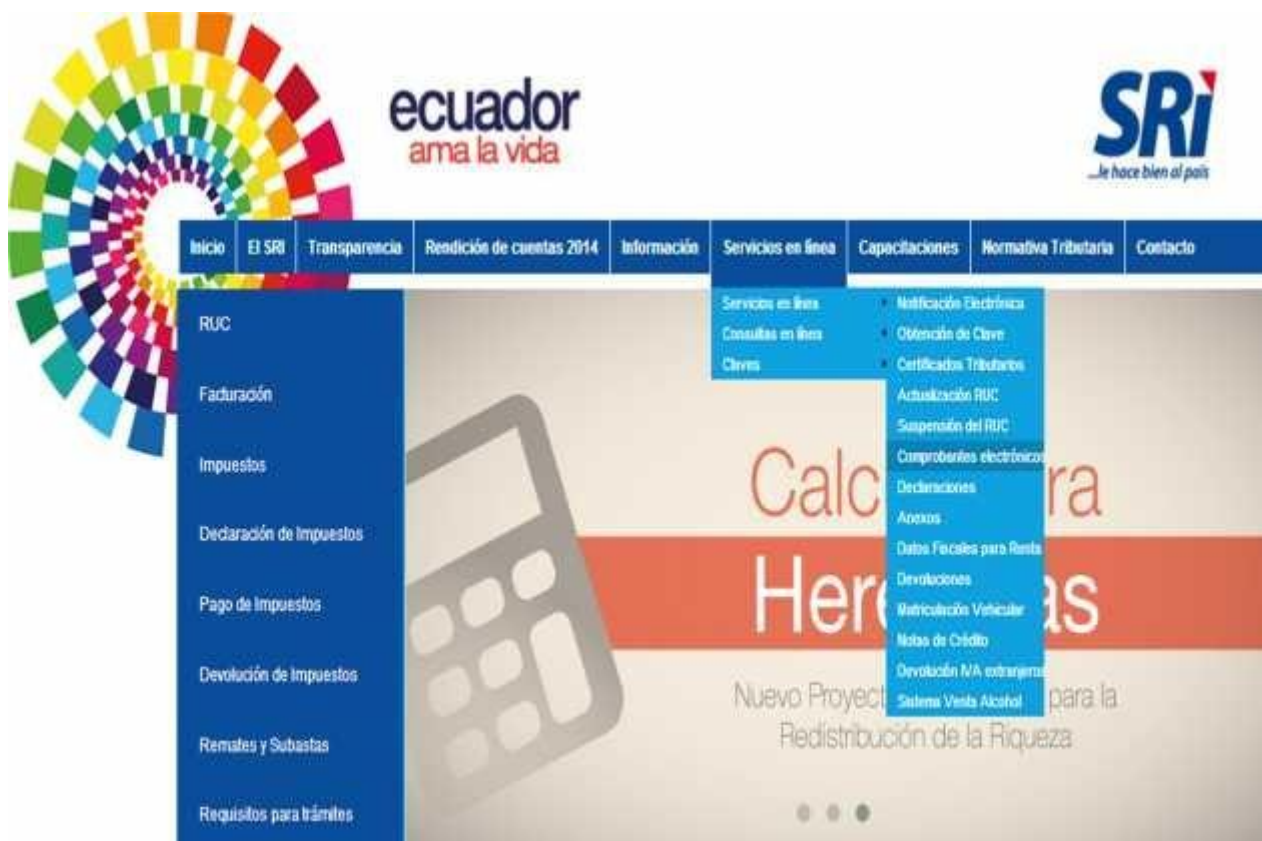 ecuador
ama la vida
SRi
...le hace bien al país
Inicio El SRI Transparencia Rendición de cuentas 2014 Información Servicios en línea Capacitaciones Normativa Tributaria Contacto
RUC
Facturación
Impuestos
Declaración de Impuestos
Pago de Impuestos
Devolución de Impuestos
Remates y Subastas
Requisitos para trámites
Servicios en línea
Consultas en línea
Claves
Notificación Electrónica
Obtención de Clave
Certificados Tributarios
Actualización RUC
Suspensión del RUC
Comprobantes electrónicos
Declaraciones
Anexos
Datos Fiscales para Renta
Devoluciones
Matriculación Vehicular
Notas de Crédito
Devolución IVA extranjeros
Sistema Venta Alcohol
Calc ra
Here as
Nuevo Proyect para la
Redistribución de la Riqueza